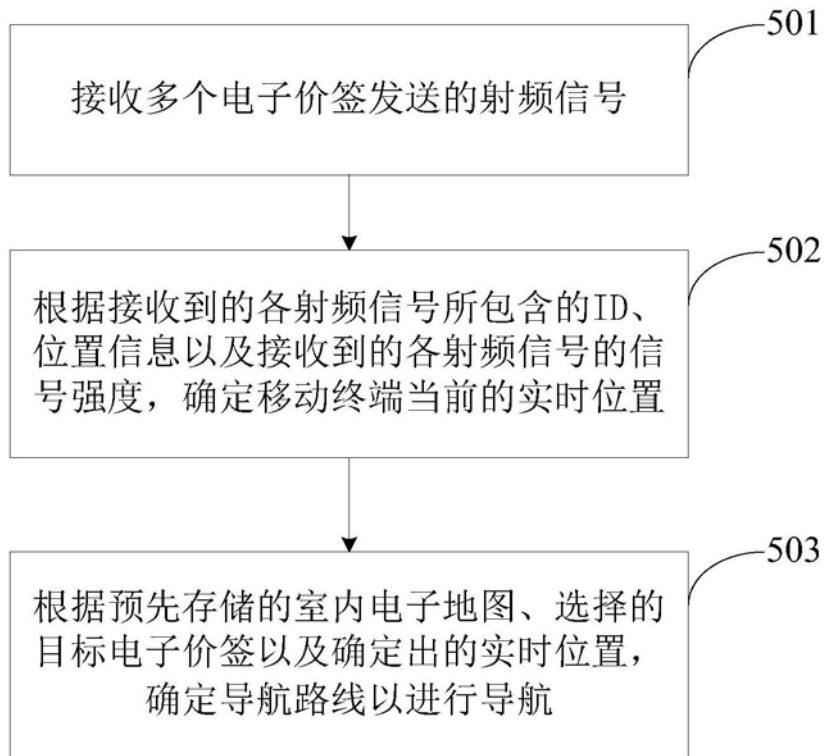 501
接收多个电子价签发送的射频信号
502
根据接收到的各射频信号所包含的ID、
位置信息以及接收到的各射频信号的信
号强度，确定移动终端当前的实时位置
503
根据预先存储的室内电子地图、选择的
目标电子价签以及确定出的实时位置，
确定导航路线以进行导航